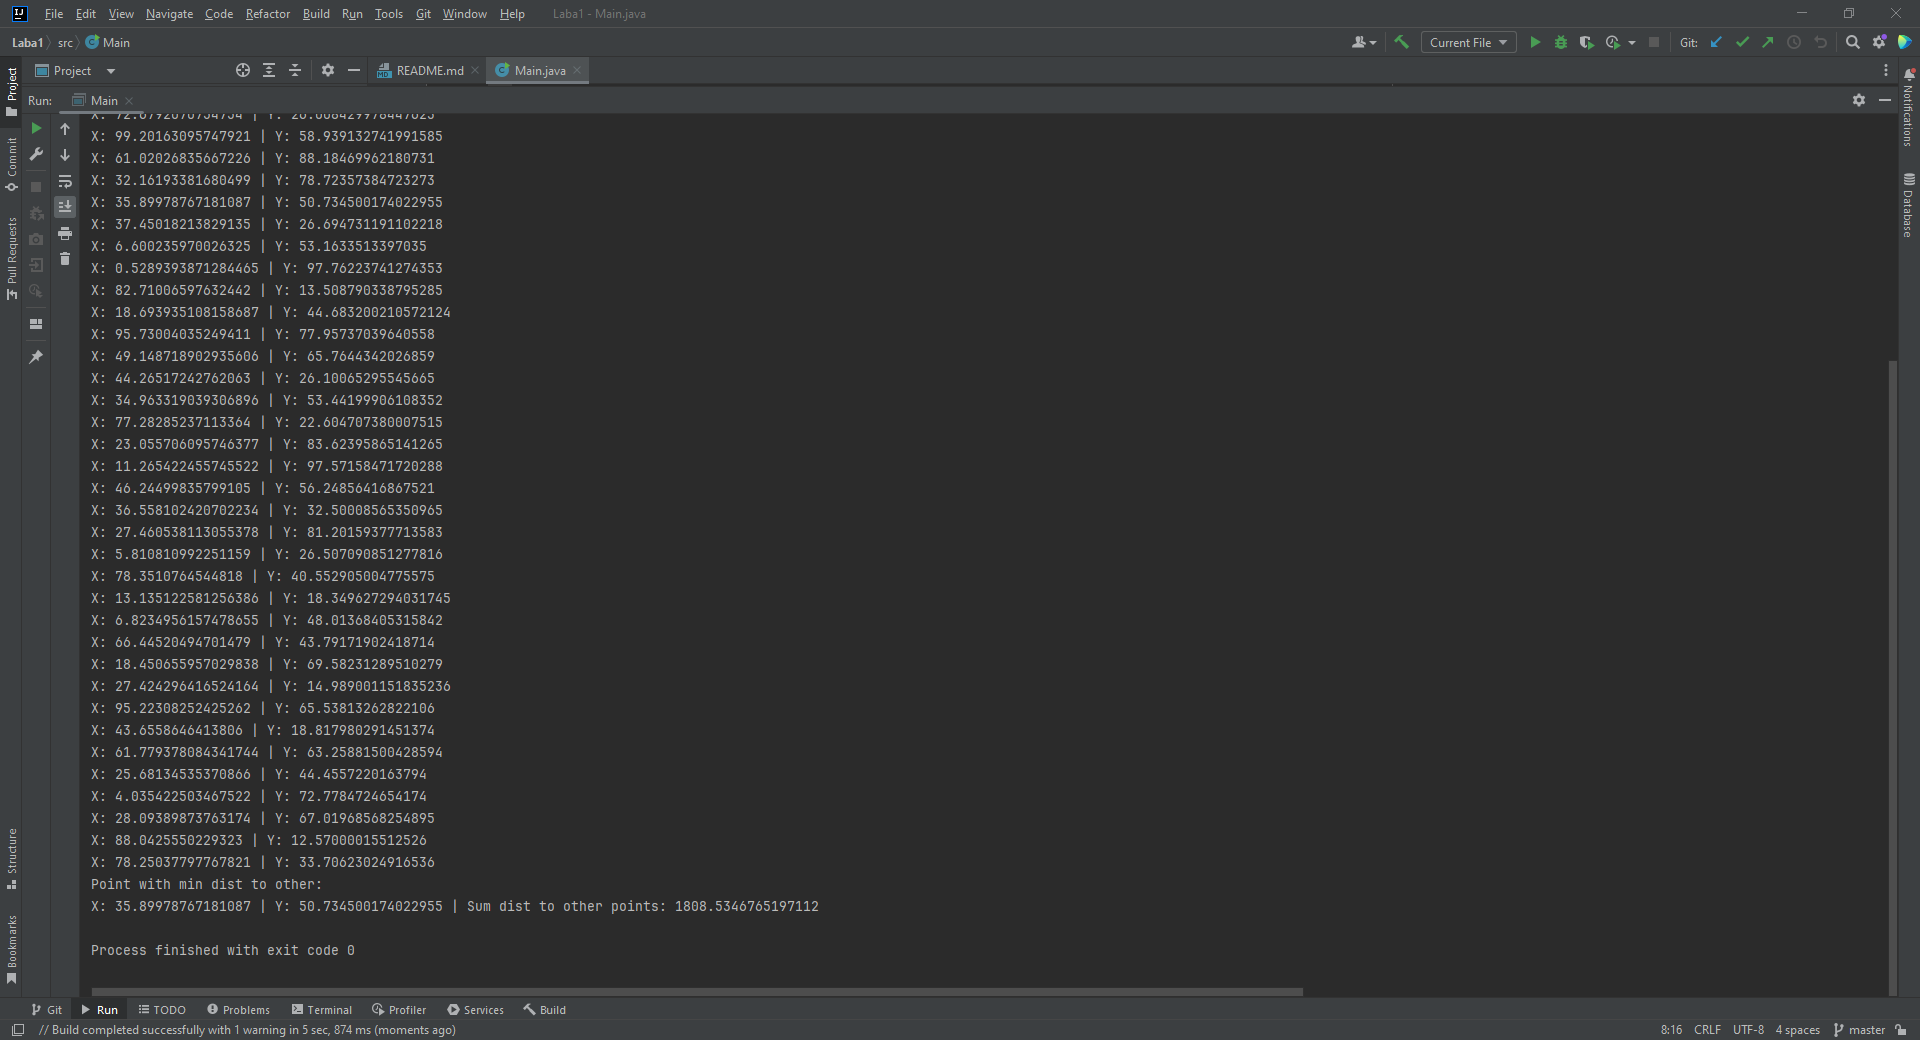 File Edit View Navigate Code Refactor Build Run Tools Git Window Help Laba1 - Main.java
Laba1 src Main Current File Git:
Project README.md Main.java
Run: Main
X: 99.20163095747921 | Y: 58.939132741991585
X: 61.02026835667226 | Y: 88.18469962180731
X: 32.16193381680499 | Y: 78.72357384723273
X: 35.89978767181087 | Y: 50.734500174022955
X: 37.45018213829135 | Y: 26.694731191102218
X: 6.600235970026325 | Y: 53.1633513397035
X: 0.5289393871284465 | Y: 97.76223741274353
X: 82.71006597632442 | Y: 13.508790338795285
X: 18.693935108158687 | Y: 44.683200210572124
X: 95.73004035249411 | Y: 77.95737039640558
X: 49.148718902935606 | Y: 65.7644342026859
X: 44.26517242762063 | Y: 26.10065295545665
X: 34.963319039306896 | Y: 53.44199906108352
X: 77.28285237113364 | Y: 22.604707380007515
X: 23.055706095746377 | Y: 83.62395865141265
X: 11.265422455745522 | Y: 97.57158471720288
X: 46.24499835799105 | Y: 56.24856416867521
X: 36.558102420702234 | Y: 32.50008565350965
X: 27.460538113055378 | Y: 81.20159377713583
X: 5.810810992251159 | Y: 26.507090851277816
X: 78.3510764544818 | Y: 40.552905004775575
X: 13.135122581256386 | Y: 18.349627294031745
X: 6.8234956157478655 | Y: 48.01368405315842
X: 66.44520494701479 | Y: 43.79171902418714
X: 18.450655957029838 | Y: 69.58231289510279
X: 27.424296416524164 | Y: 14.989001151835236
X: 95.22308252425262 | Y: 65.53813262822106
X: 43.6558646413806 | Y: 18.817980291451374
X: 61.779378084341744 | Y: 63.25881500428594
X: 25.68134535370866 | Y: 44.4557220163794
X: 4.035422503467522 | Y: 72.7784724654174
X: 28.09389873763174 | Y: 67.01968568254895
X: 88.0425550229323 | Y: 12.57000015512526
X: 78.25037797767821 | Y: 33.70623024916536
Point with min dist to other:
X: 35.89978767181087 | Y: 50.734500174022955 | Sum dist to other points: 1808.5346765197112
Process finished with exit code 0
Project
Commit
Pull Requests
Structure
Bookmarks
Notifications
Database
Git Run TODO Problems Terminal Profiler Services Build
// Build completed successfully with 1 warning in 5 sec, 874 ms (moments ago) 8:16 CRLF UTF-8 4 spaces master